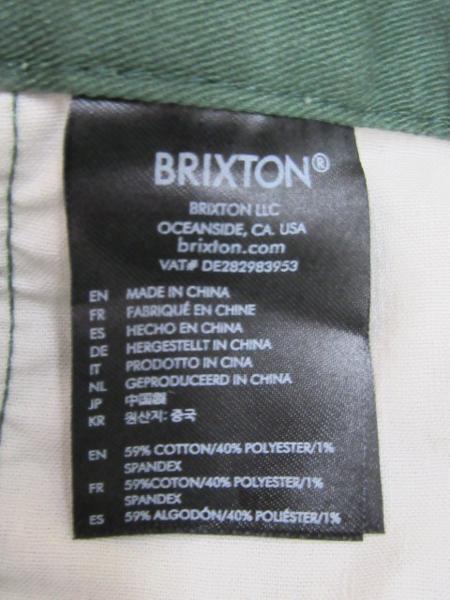 BRIXTON®
BRIXTON LLC
OCEANSIDE, CA. USA
brixton.com
VAT# DE282983953
EN MADE IN CHINA
FR FABRIQUÉ EN CHINE
ES HECHO EN CHINA
DE HERGESTELLT IN CHINA
IT PRODOTTO IN CINA
NL GEPRODUCEERD IN CHINA
JP 中国製
KR 원산지: 중국
EN 59% COTTON/40% POLYESTER/1%
SPANDEX
FR 59%COTON/40% POLYESTER/1%
SPANDEX
ES 59% ALGODÓN/40% POLIÉSTER/1%